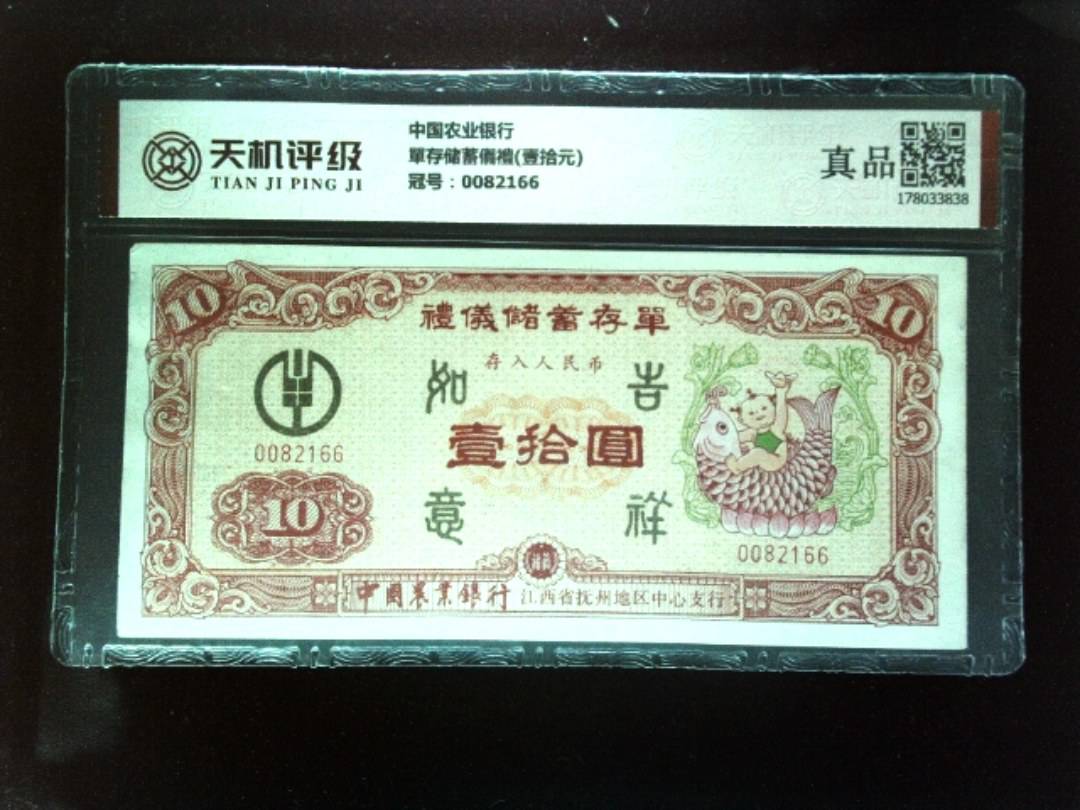 天机评级
TIAN JI PING JI
中国农业银行
單存储蓄儀禮(壹拾元)
冠号：0082166
真品
178033838
10
10
禮儀儲蓄存單
存入人民币
如
吉
壹拾圓
0082166
10
意
祥
0082166
中國農業銀行 江西省抚州地区中心支行